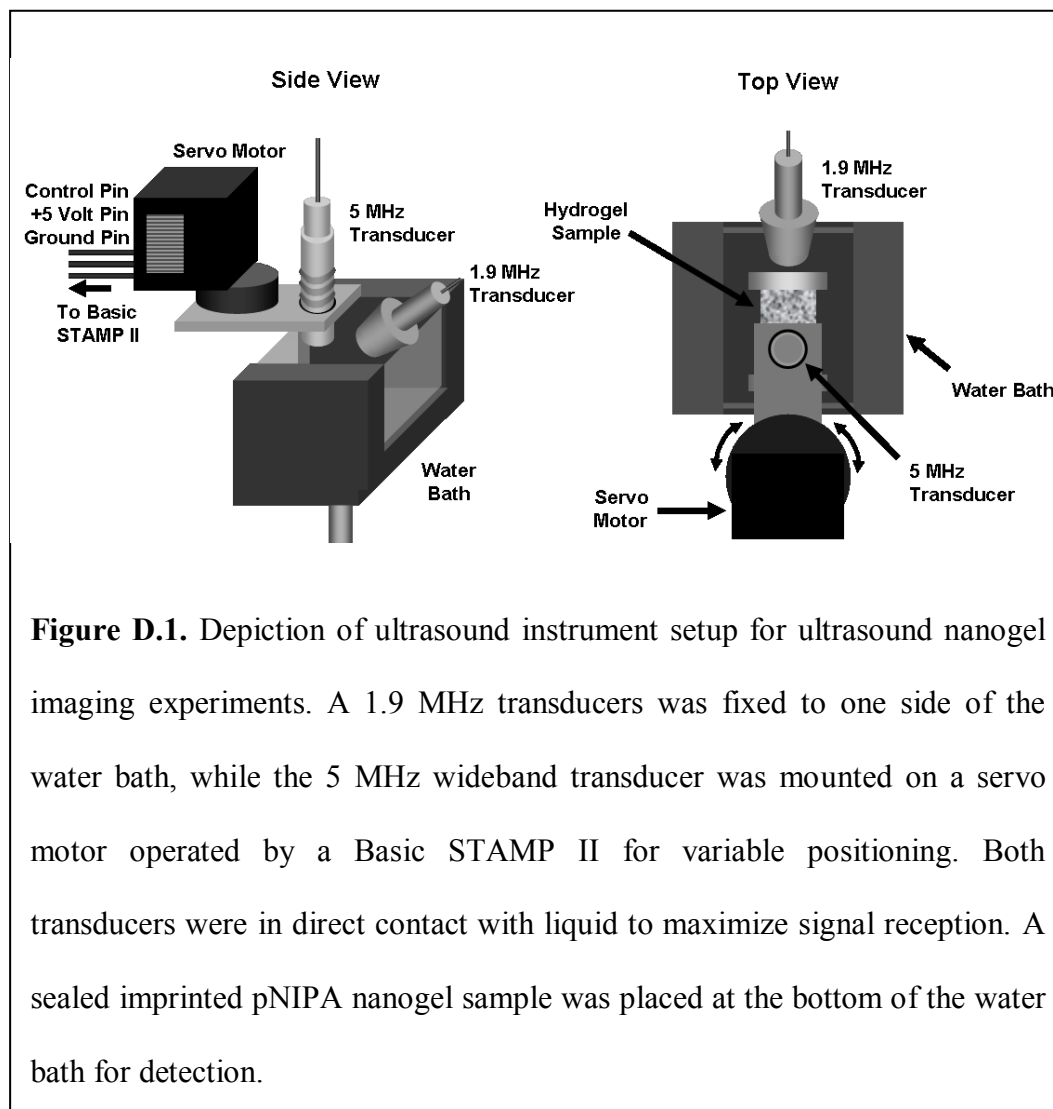 Side View
Servo Motor
Control Pin
+5 Volt Pin
Ground Pin
To Basic
STAMP II
5 MHz
Transducer
1.9 MHz
Transducer
Water
Bath
Top View
1.9 MHz
Transducer
Hydrogel
Sample
Water Bath
5 MHz
Transducer
Servo
Motor
Figure D.1. Depiction of ultrasound instrument setup for ultrasound nanogel
imaging experiments. A 1.9 MHz transducers was fixed to one side of the
water bath, while the 5 MHz wideband transducer was mounted on a servo
motor operated by a Basic STAMP II for variable positioning. Both
transducers were in direct contact with liquid to maximize signal reception. A
sealed imprinted pNIPA nanogel sample was placed at the bottom of the water
bath for detection.